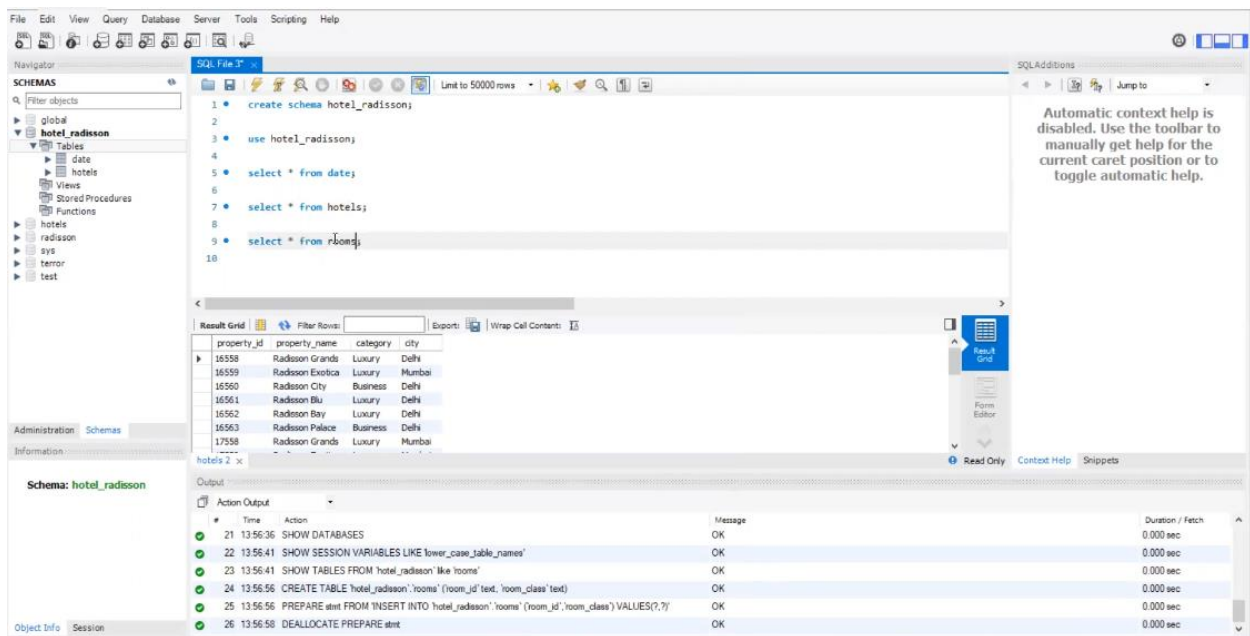 File Edit View Query Database Server Tools Scripting Help
Navigator
SCHEMAS
Filter objects
global
hotel_radisson
Tables
date
hotels
Views
Stored Procedures
Functions
hotels
radisson
sys
terror
test
Administration Schemas
Information
Schema: hotel_radisson
Object Info Session
SQL File 3*
Limit to 50000 rows
1 create schema hotel_radisson;
2
3 use hotel_radisson;
4
5 select * from date;
6
7 select * from hotels;
8
9 select * from rooms;
10
Result Grid Filter Rows: Export: Wrap Cell Content:
property_id property_name category city
16558 Radisson Grands Luxury Delhi
16559 Radisson Exotica Luxury Mumbai
16560 Radisson City Business Delhi
16561 Radisson Blu Luxury Delhi
16562 Radisson Bay Luxury Delhi
16563 Radisson Palace Business Delhi
17558 Radisson Grands Luxury Mumbai
Result Grid
Form Editor
hotels 2 Read Only
Output
Action Output
# Time Action Message Duration / Fetch
21 13:56:36 SHOW DATABASES OK 0.000 sec
22 13:56:41 SHOW SESSION VARIABLES LIKE 'lower_case_table_names' OK 0.000 sec
23 13:56:41 SHOW TABLES FROM `hotel_radisson` like 'rooms' OK 0.000 sec
24 13:56:56 CREATE TABLE `hotel_radisson`.`rooms` (`room_id` text, `room_class` text) OK 0.000 sec
25 13:56:56 PREPARE stmt FROM 'INSERT INTO `hotel_radisson`.`rooms` (`room_id`,`room_class`) VALUES(?,?)' OK 0.000 sec
26 13:56:58 DEALLOCATE PREPARE stmt OK 0.000 sec
SQLAdditions
Jump to
Automatic context help is
disabled. Use the toolbar to
manually get help for the
current caret position or to
toggle automatic help.
Context Help Snippets